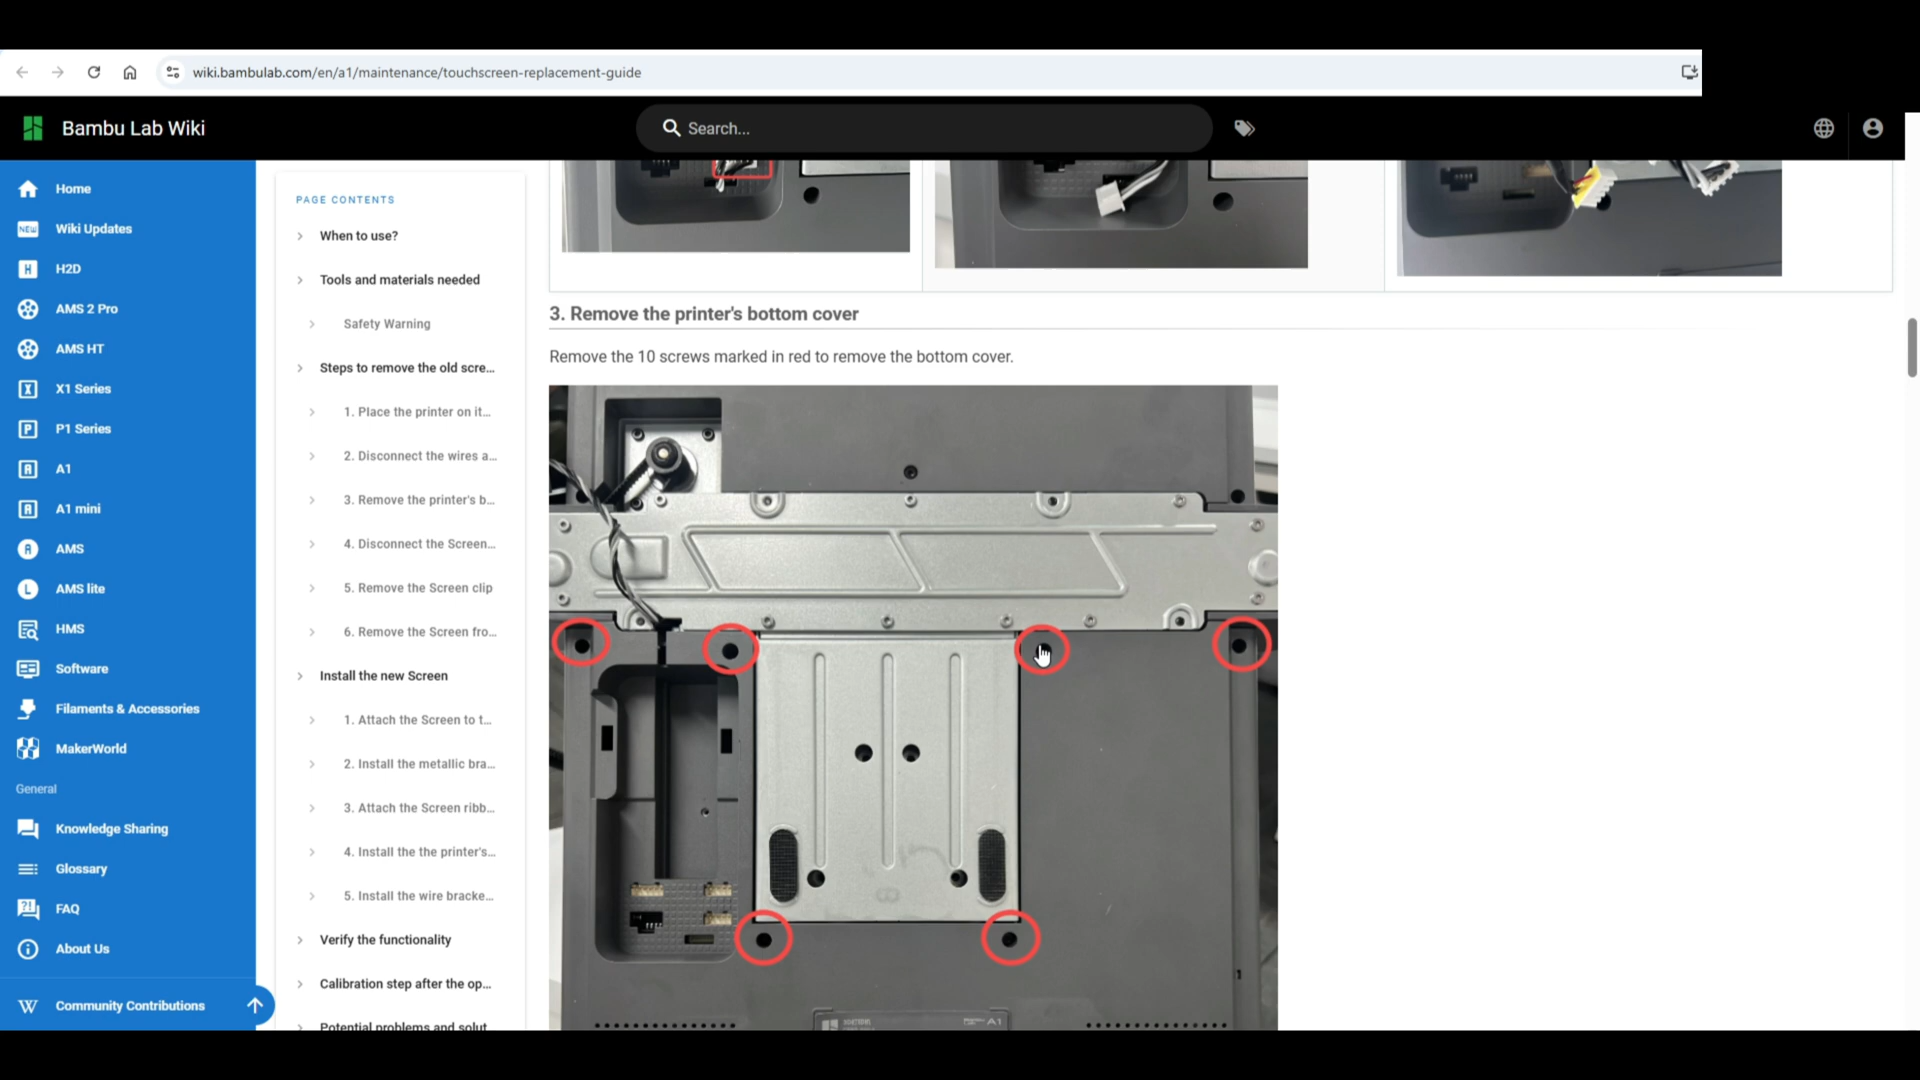 wiki.bambulab.com/en/a1/maintenance/touchscreen-replacement-guide
Bambu Lab Wiki
Search...
Home
NEW Wiki Updates
H H2D
AMS 2 Pro
AMS HT
X X1 Series
P P1 Series
A A1
A A1 mini
A AMS
L AMS lite
HMS
Software
Filaments & Accessories
MakerWorld
General
Knowledge Sharing
Glossary
FAQ
About Us
W Community Contributions
PAGE CONTENTS
When to use?
Tools and materials needed
Safety Warning
Steps to remove the old scre...
1. Place the printer on it...
2. Disconnect the wires a...
3. Remove the printer's b...
4. Disconnect the Screen...
5. Remove the Screen clip
6. Remove the Screen fro...
Install the new Screen
1. Attach the Screen to t...
2. Install the metallic bra...
3. Attach the Screen ribb...
4. Install the the printer's...
5. Install the wire bracke...
Verify the functionality
Calibration step after the op...
Potential problems and solut
3. Remove the printer's bottom cover
Remove the 10 screws marked in red to remove the bottom cover.
A1